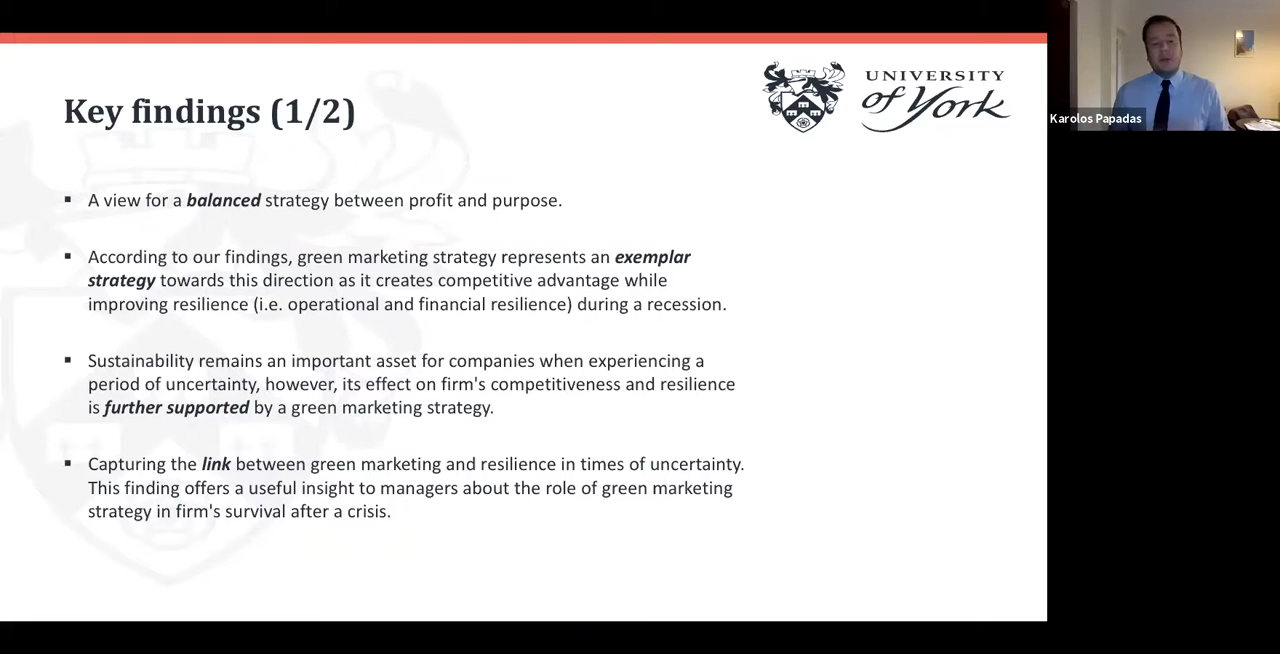 Key findings (1/2)
UNIVERSITY
of York
Karolos Papadas
▪ A view for a balanced strategy between profit and purpose.
▪ According to our findings, green marketing strategy represents an exemplar
strategy towards this direction as it creates competitive advantage while
improving resilience (i.e. operational and financial resilience) during a recession.
▪ Sustainability remains an important asset for companies when experiencing a
period of uncertainty, however, its effect on firm's competitiveness and resilience
is further supported by a green marketing strategy.
▪ Capturing the link between green marketing and resilience in times of uncertainty.
This finding offers a useful insight to managers about the role of green marketing
strategy in firm's survival after a crisis.